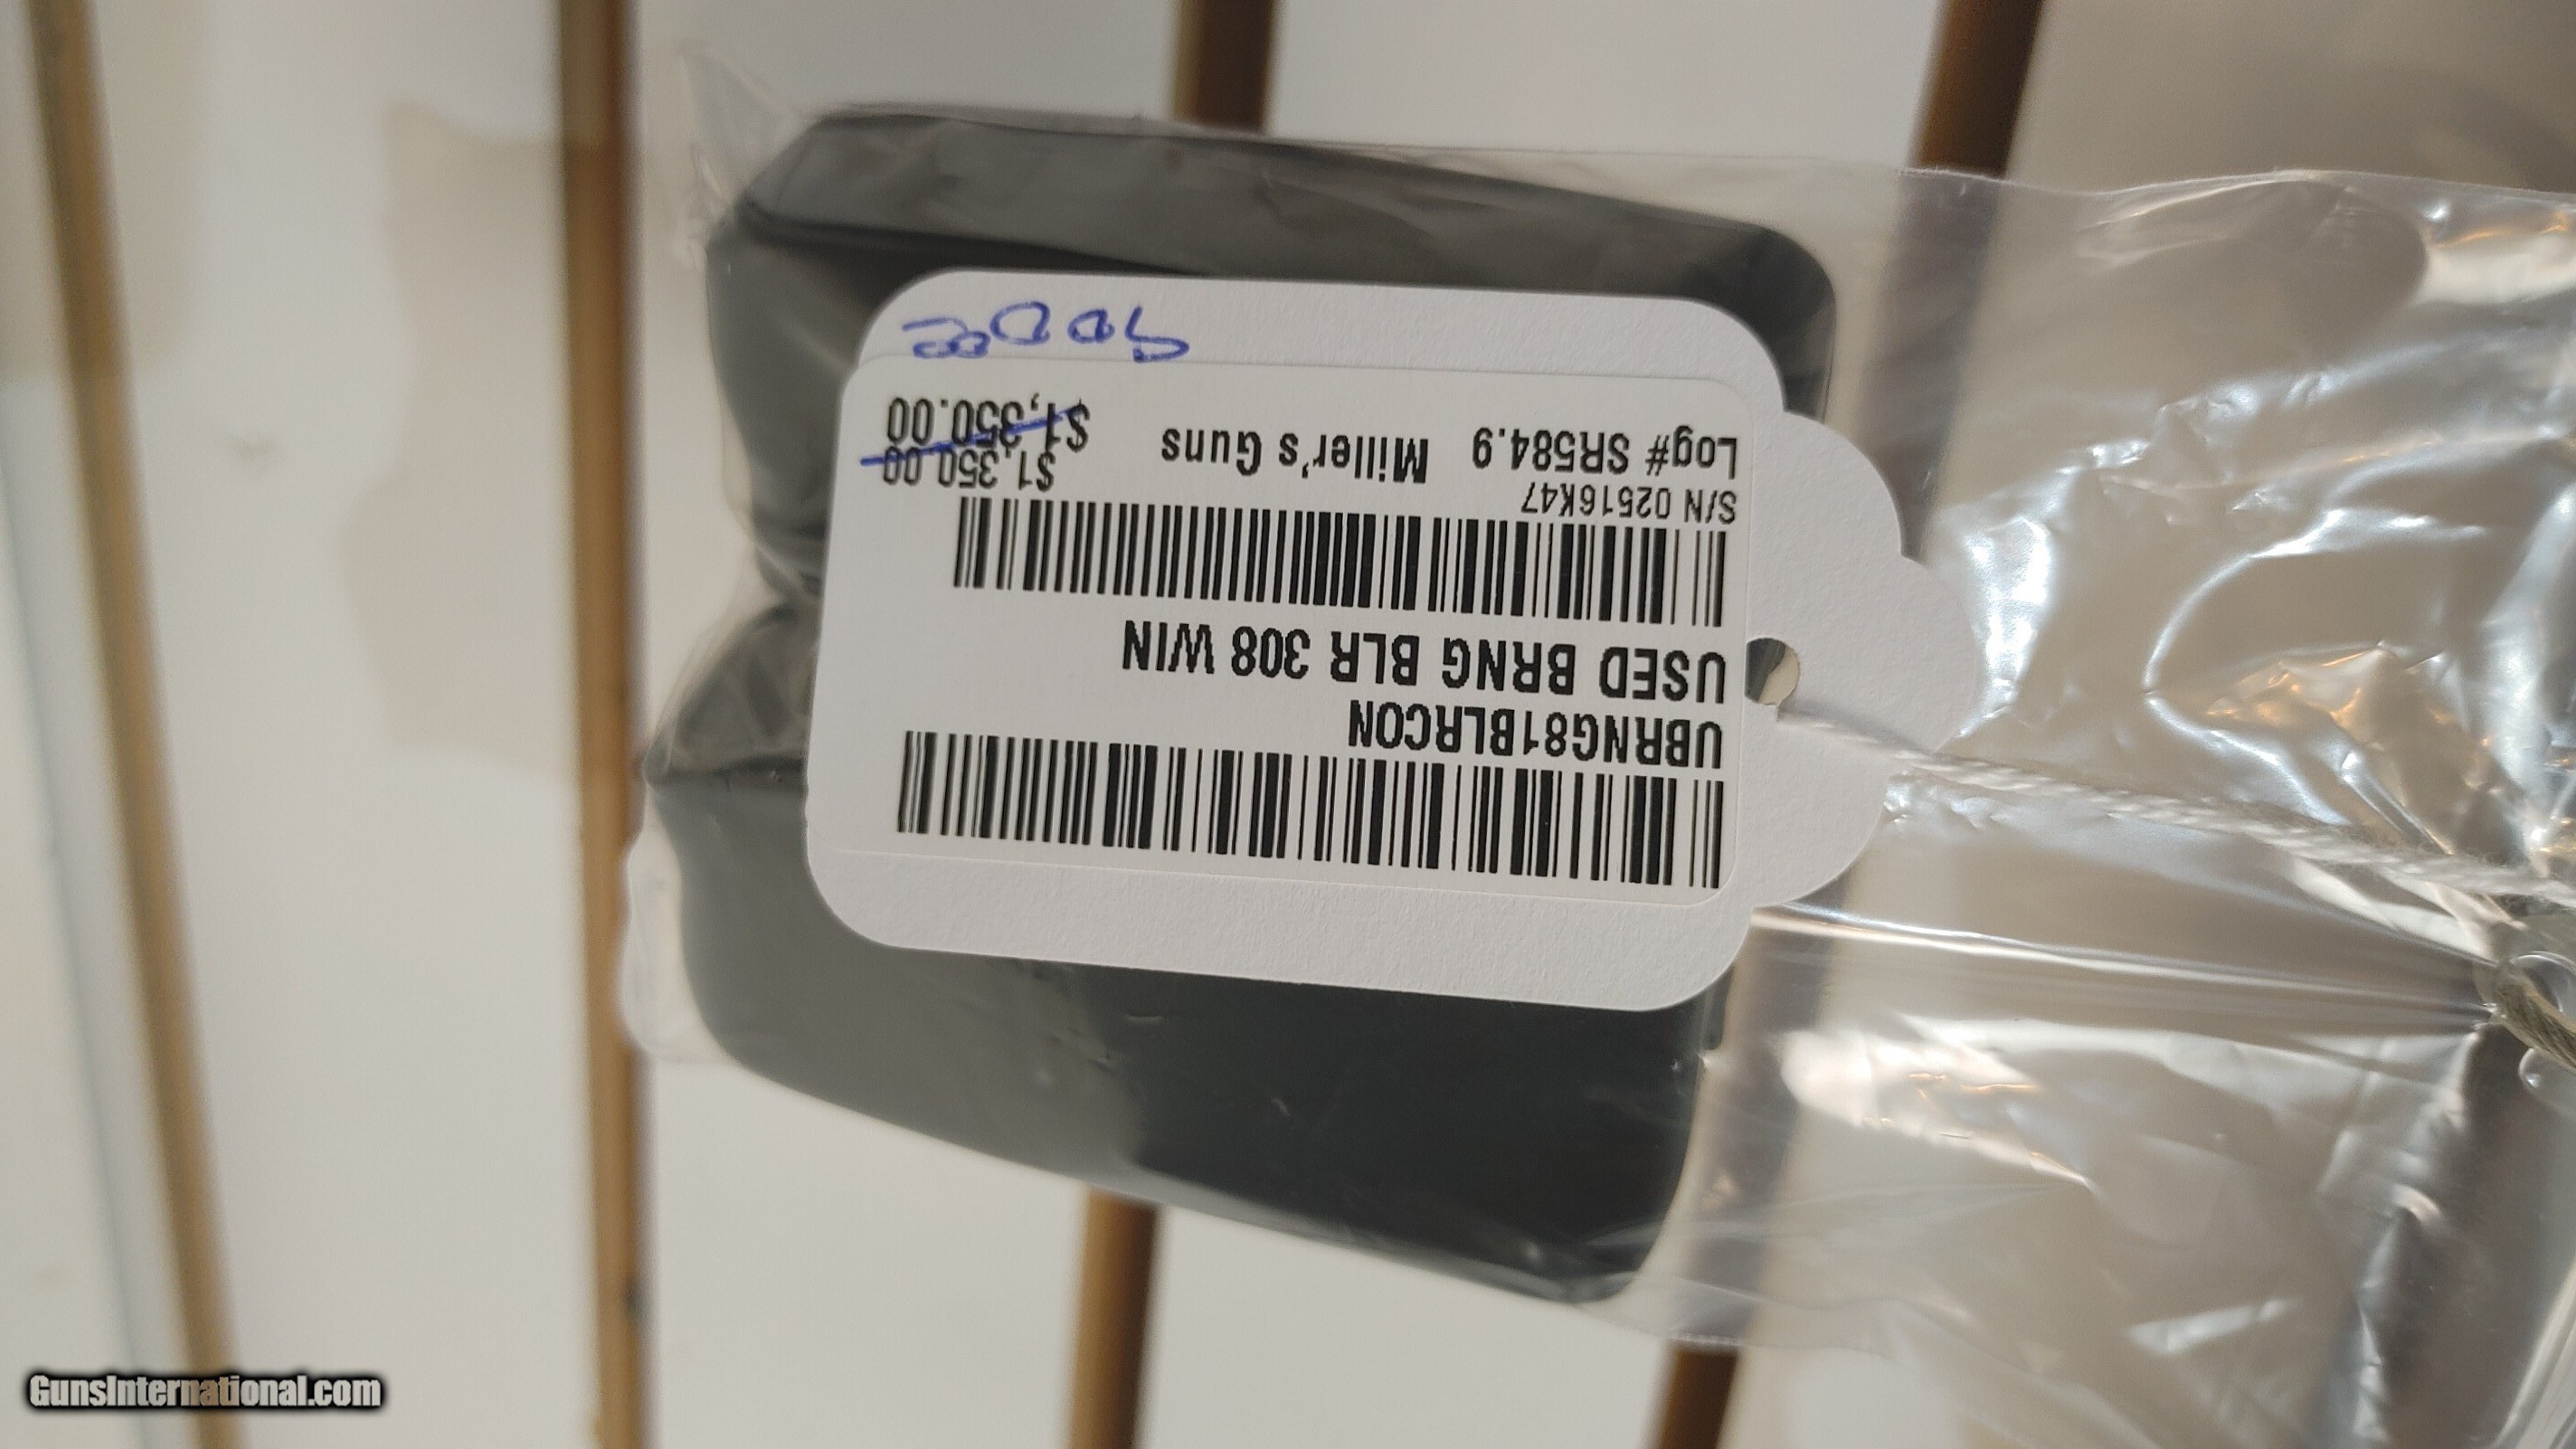 UBRNG81BLRCON
USED BRNG BLR 308 WIN
S/N 02516K47
$1,350.00
Log# SR584.9 Miller's Guns $1,350.00
GunsInternational.com